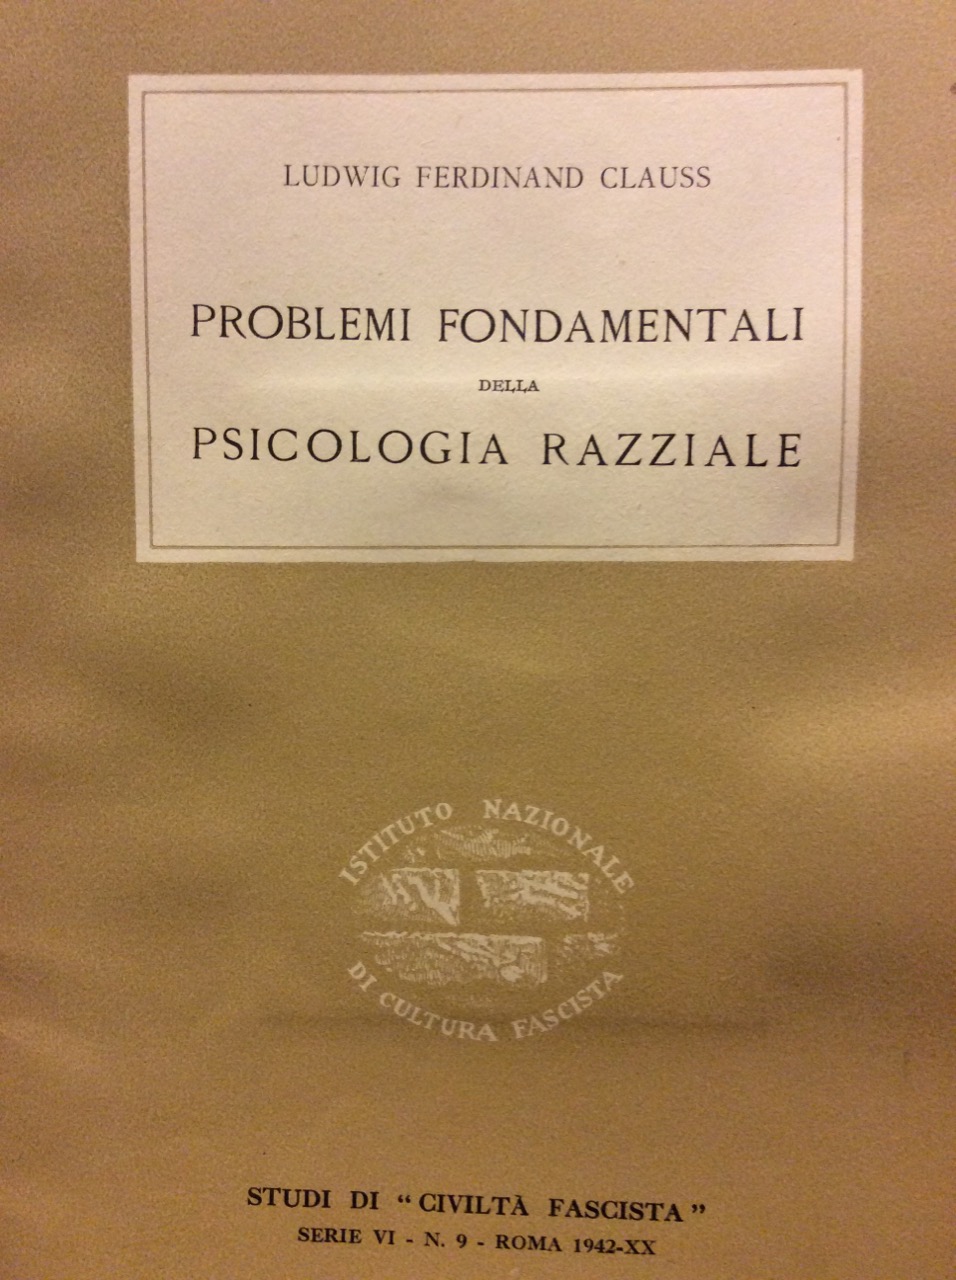 LUDWIG FERDINAND CLAUSS
PROBLEMI FONDAMENTALI
DELLA
PSICOLOGIA RAZZIALE
ISTITUTO NAZIONALE
DI CULTURA FASCISTA
STUDI DI “CIVILTÀ FASCISTA”
SERIE VI - N. 9 - ROMA 1942-XX